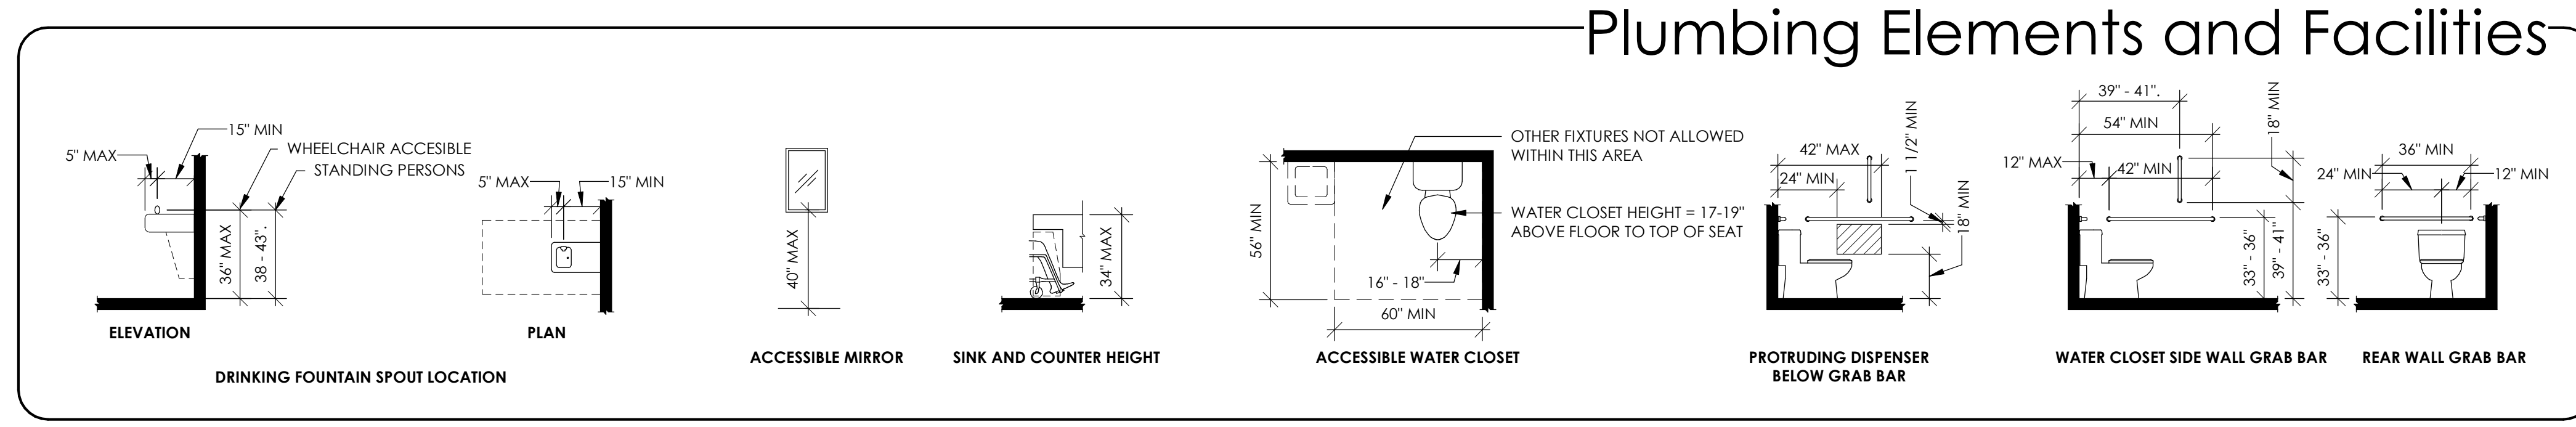 Plumbing Elements and Facilities
5" MAX
15" MIN
WHEELCHAIR ACCESIBLE
STANDING PERSONS
36" MAX
38 - 43".
ELEVATION
5" MAX
15" MIN
PLAN
DRINKING FOUNTAIN SPOUT LOCATION
40" MAX
ACCESSIBLE MIRROR
34" MAX
SINK AND COUNTER HEIGHT
OTHER FIXTURES NOT ALLOWED
WITHIN THIS AREA
WATER CLOSET HEIGHT = 17-19"
ABOVE FLOOR TO TOP OF SEAT
56" MIN
16" - 18"
60" MIN
ACCESSIBLE WATER CLOSET
42" MAX
24" MIN
1 1/2" MIN
18" MIN
PROTRUDING DISPENSER
BELOW GRAB BAR
39" - 41".
54" MIN
12" MAX
42" MIN
18" MIN
33" - 36"
39" - 41"
WATER CLOSET SIDE WALL GRAB BAR
36" MIN
24" MIN
12" MIN
33" - 36"
REAR WALL GRAB BAR